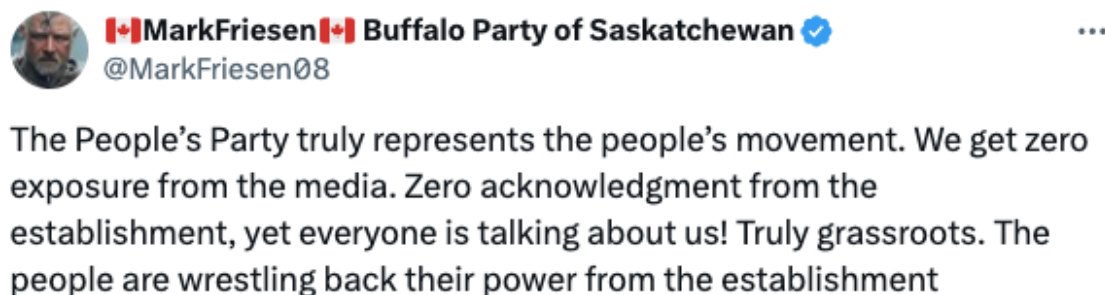 🇨🇦MarkFriesen🇨🇦 Buffalo Party of Saskatchewan
@MarkFriesen08
The People’s Party truly represents the people’s movement. We get zero
exposure from the media. Zero acknowledgment from the
establishment, yet everyone is talking about us! Truly grassroots. The
people are wrestling back their power from the establishment